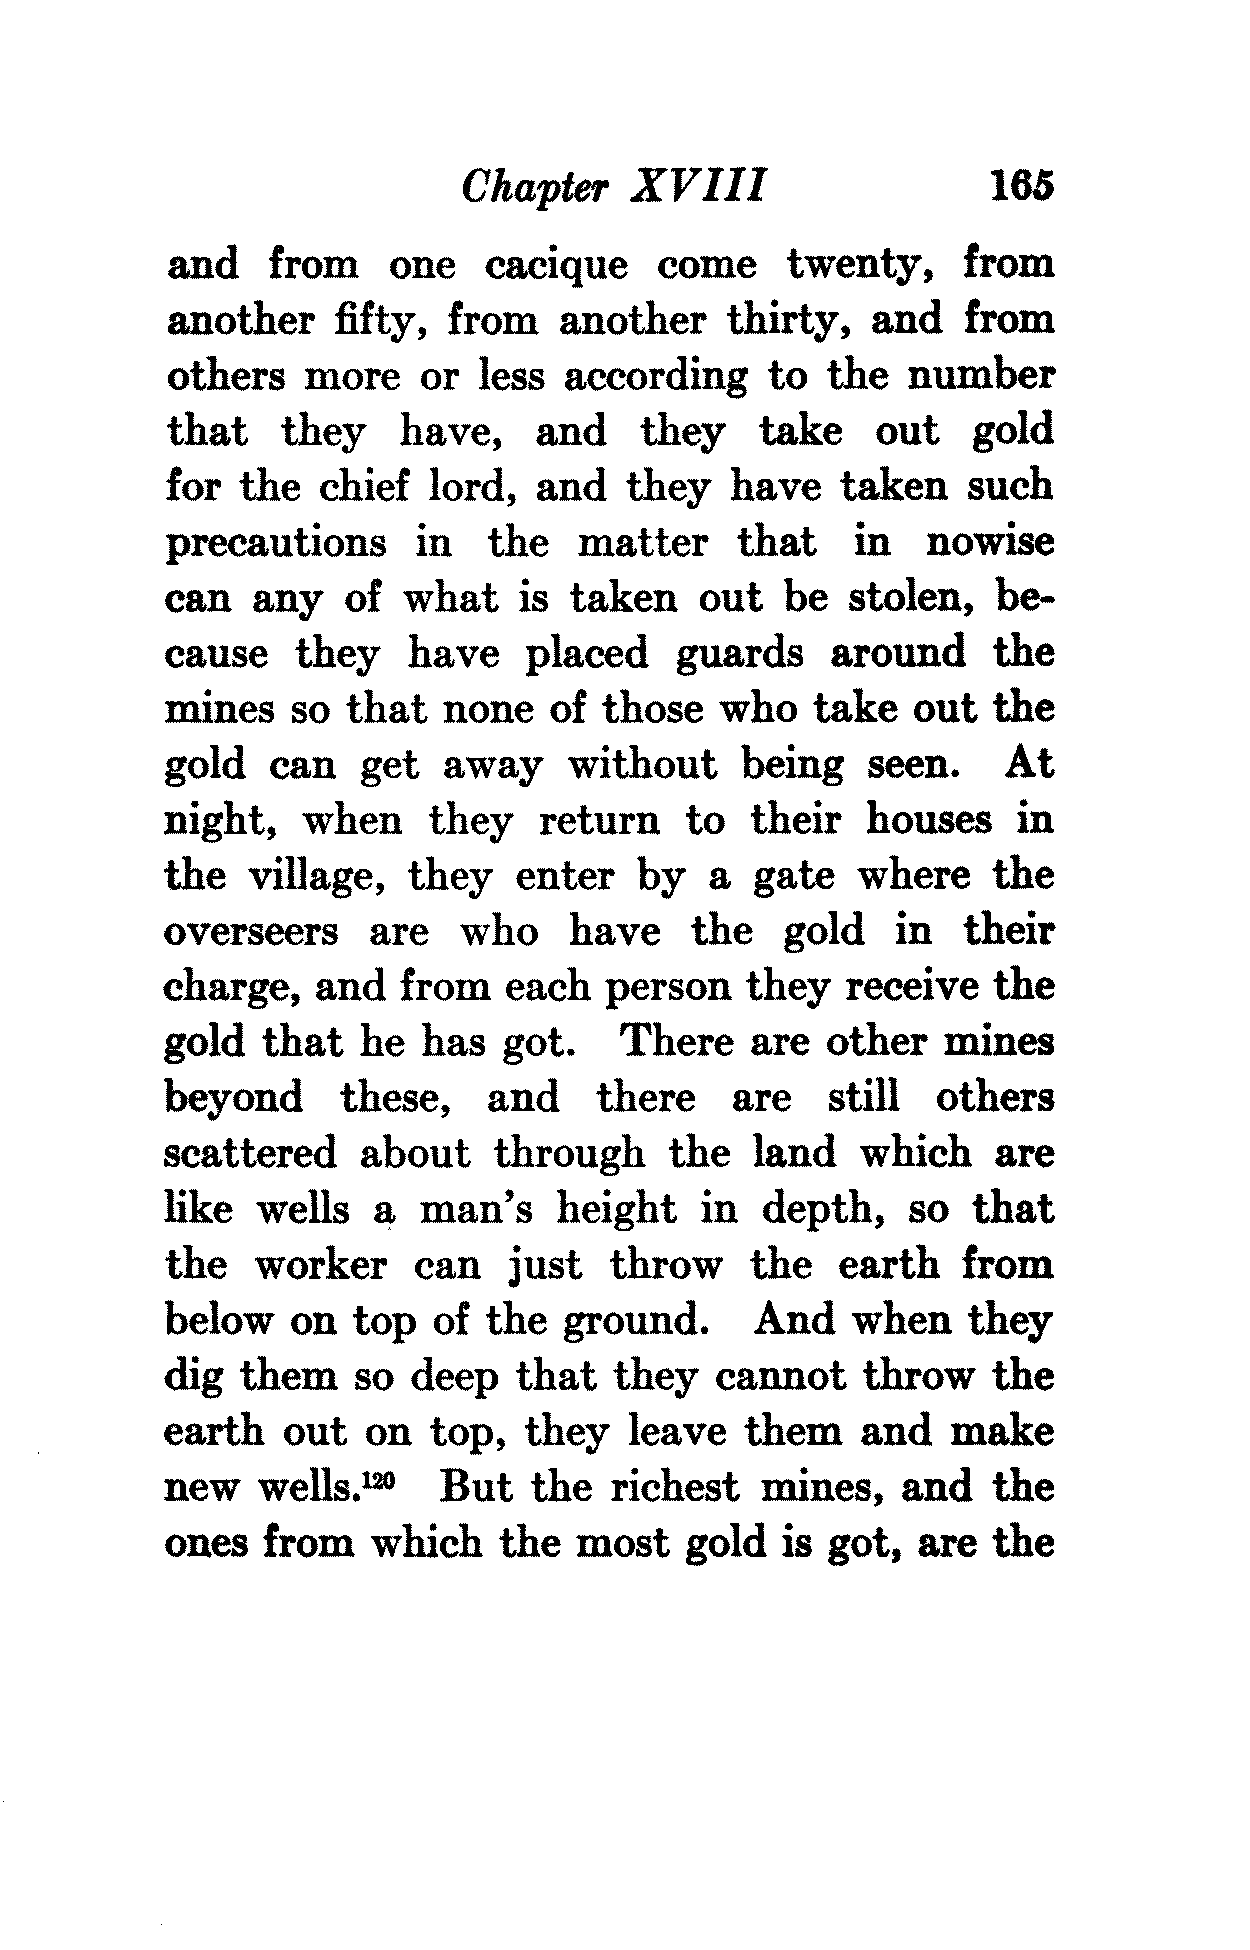 Chapter XVIII 165
and from one cacique come twenty, from
another fifty, from another thirty, and from
others more or less according to the number
that they have, and they take out gold
for the chief lord, and they have taken such
precautions in the matter that in nowise
can any of what is taken out be stolen, be-
cause they have placed guards around the
mines so that none of those who take out the
gold can get away without being seen. At
night, when they return to their houses in
the village, they enter by a gate where the
overseers are who have the gold in their
charge, and from each person they receive the
gold that he has got. There are other mines
beyond these, and there are still others
scattered about through the land which are
like wells a man's height in depth, so that
the worker can just throw the earth from
below on top of the ground. And when they
dig them so deep that they cannot throw the
earth out on top, they leave them and make
new wells.¹²⁰ But the richest mines, and the
ones from which the most gold is got, are the